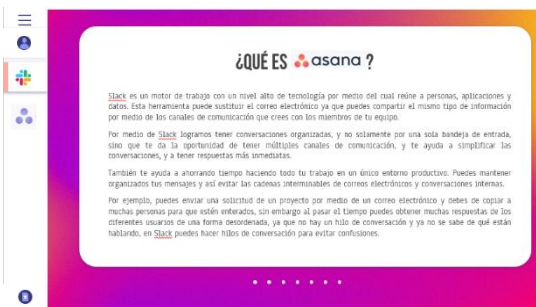 ¿QUÉ ES asana ?
Slack es un motor de trabajo con un nivel alto de tecnología por medio del cual reúne a personas, aplicaciones y
datos. Esta herramienta puede sustituir el correo electrónico ya que puedes compartir el mismo tipo de información
por medio de los canales de comunicación que crees con los miembros de tu equipo.
Por medio de Slack logramos tener conversaciones organizadas, y no solamente por una sola bandeja de entrada,
sino que te da la oportunidad de tener múltiples canales de comunicación, y te ayuda a simplificar las
conversaciones, y a tener respuestas más inmediatas.
También te ayuda a ahorrando tiempo haciendo todo tu trabajo en un único entorno productivo. Puedes mantener
organizados tus mensajes y así evitar las cadenas interminables de correos electrónicos y conversaciones internas.
Por ejemplo, puedes enviar una solicitud de un proyecto por medio de un correo electrónico y debes de copiar a
muchas personas para que estén enterados, sin embargo al pasar el tiempo puedes obtener muchas respuestas de los
diferentes usuarios de una forma desordenada, ya que no hay un hilo de conversación y ya no se sabe de qué están
hablando, en Slack puedes hacer hilos de conversación para evitar confusiones.